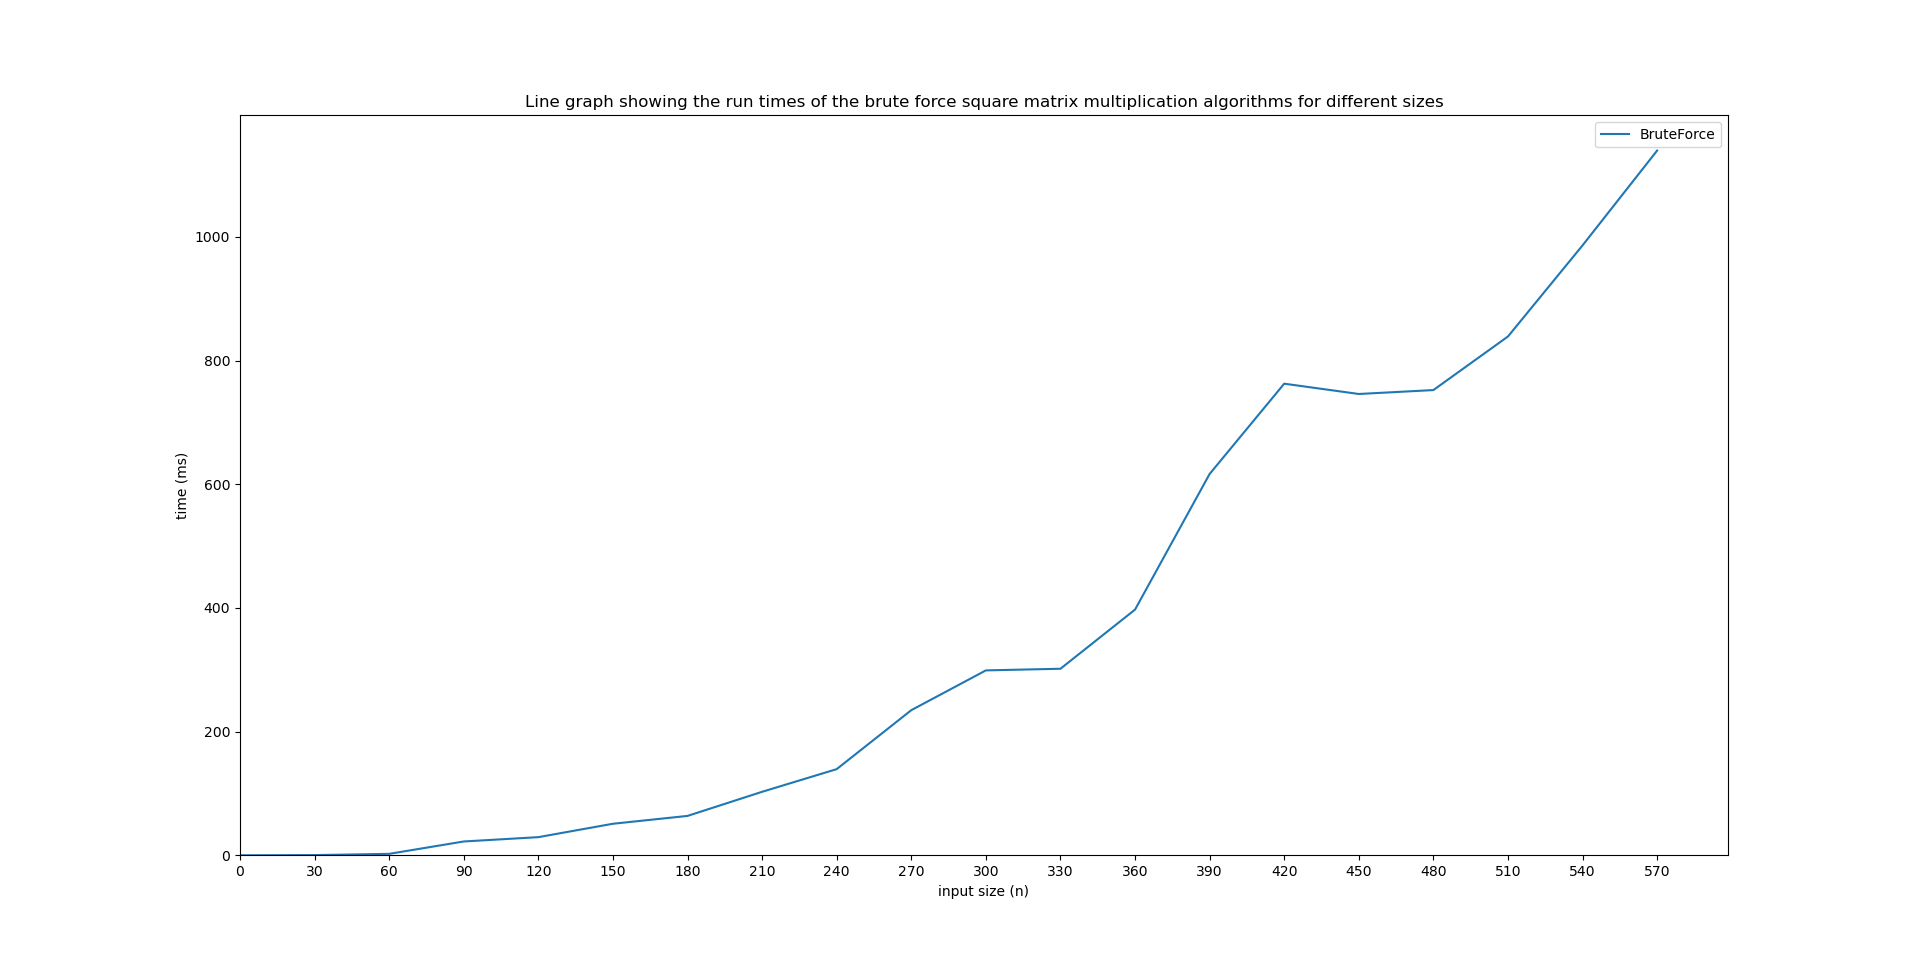 Line graph showing the run times of the brute force square matrix multiplication algorithms for different sizes
BruteForce
1000
800
600
400
200
0
time (ms)
0 30 60 90 120 150 180 210 240 270 300 330 360 390 420 450 480 510 540 570
input size (n)